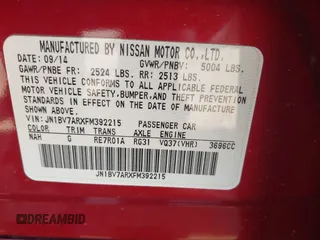 MANUFACTURED BY NISSAN MOTOR CO.,LTD.
DATE: 09/14 GVWR/PNBV: 5004 LBS.
GAWR/PNBE FR: 2524 LBS. RR: 2513 LBS.
THIS VEHICLE CONFORMS TO ALL APPLICABLE FEDERAL
MOTOR VEHICLE SAFETY, BUMPER, AND THEFT PREVENTION
STANDARDS IN EFFECT ON THE DATE OF MANUFACTURE
SHOWN ABOVE.
VIN: JN1BV7ARXFM392215 PASSENGER CAR
COLOR TRIM TRANS AXLE ENGINE
NAH G RE7R01A RG31 VQ37(VHR) 3696CC
JN1BV7ARXFM392215
DREAMBID